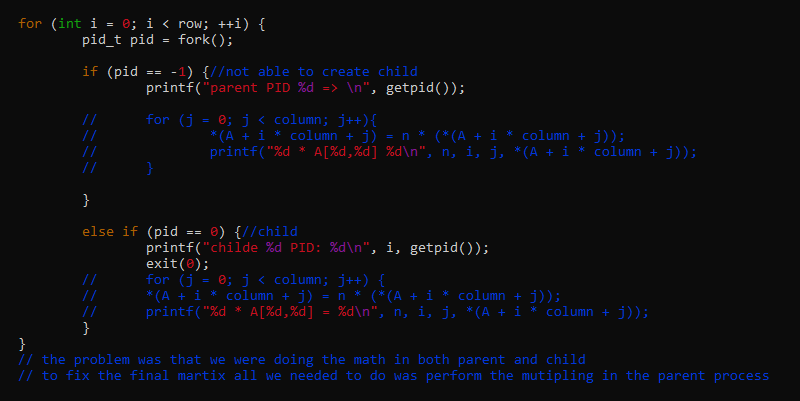 for (int i = 0; i < row; ++i) {
pid_t pid = fork();
if (pid == -1) {//not able to create child
printf("parent PID %d => \n", getpid());
// for (j = 0; j < column; j++){
// *(A + i * column + j) = n * (*(A + i * column + j));
// printf("%d * A[%d,%d] %d\n", n, i, j, *(A + i * column + j));
// }
}
else if (pid == 0) {//child
printf("childe %d PID: %d\n", i, getpid());
exit(0);
// for (j = 0; j < column; j++) {
// *(A + i * column + j) = n * (*(A + i * column + j));
// printf("%d * A[%d,%d] = %d\n", n, i, j, *(A + i * column + j));
}
}
// the problem was that we were doing the math in both parent and child
// to fix the final martix all we needed to do was perform the mutipling in the parent process